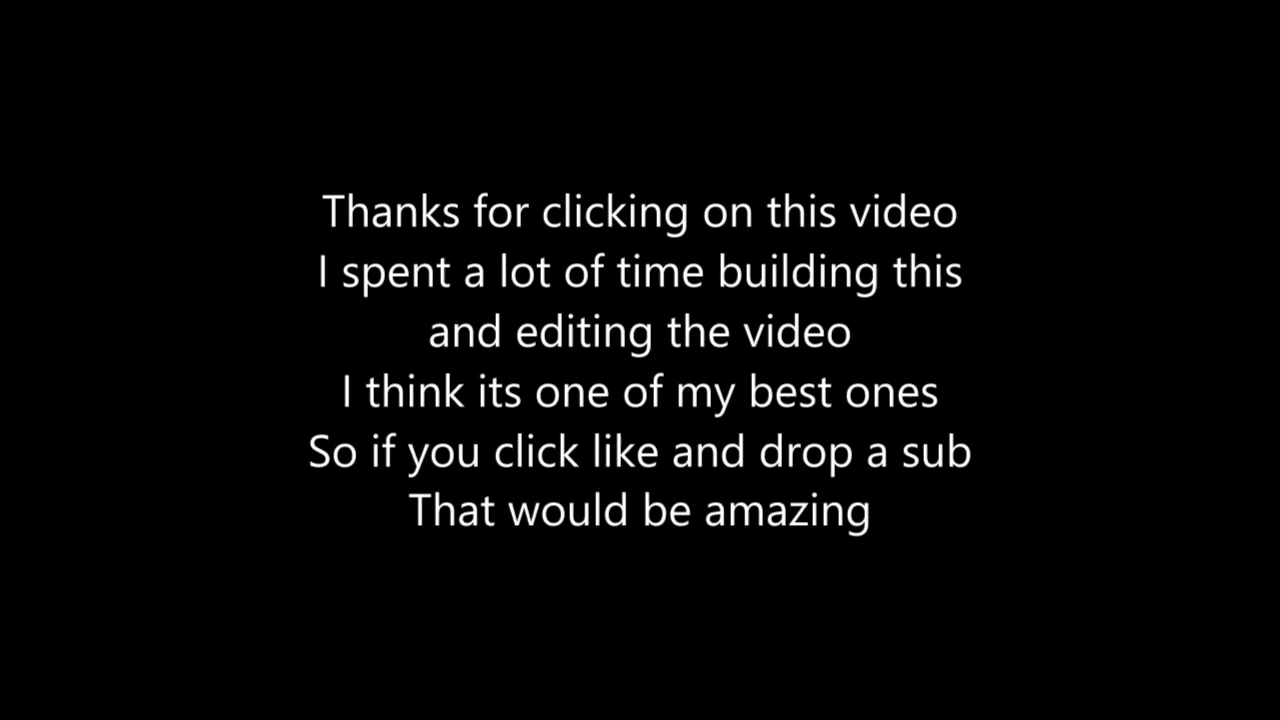 Thanks for clicking on this video
I spent a lot of time building this
and editing the video
I think its one of my best ones
So if you click like and drop a sub
That would be amazing